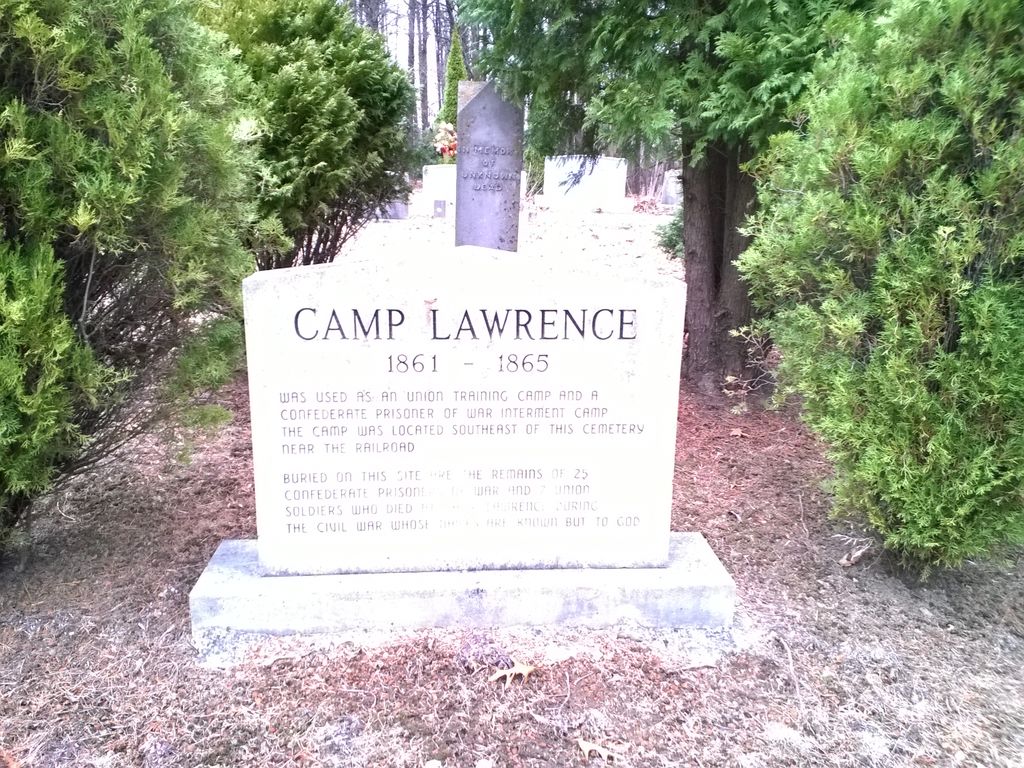 IN MEMORY
OF
UNKNOWN
DEAD
CAMP LAWRENCE
1861 - 1865
WAS USED AS AN UNION TRAINING CAMP AND A
CONFEDERATE PRISONER OF WAR INTERMENT CAMP
THE CAMP WAS LOCATED SOUTHEAST OF THIS CEMETERY
NEAR THE RAILROAD
BURIED ON THIS SITE ARE THE REMAINS OF 25
CONFEDERATE PRISONERS OF WAR AND 7 UNION
SOLDIERS WHO DIED AT CAMP LAWRENCE DURING
THE CIVIL WAR WHOSE NAMES ARE KNOWN BUT TO GOD